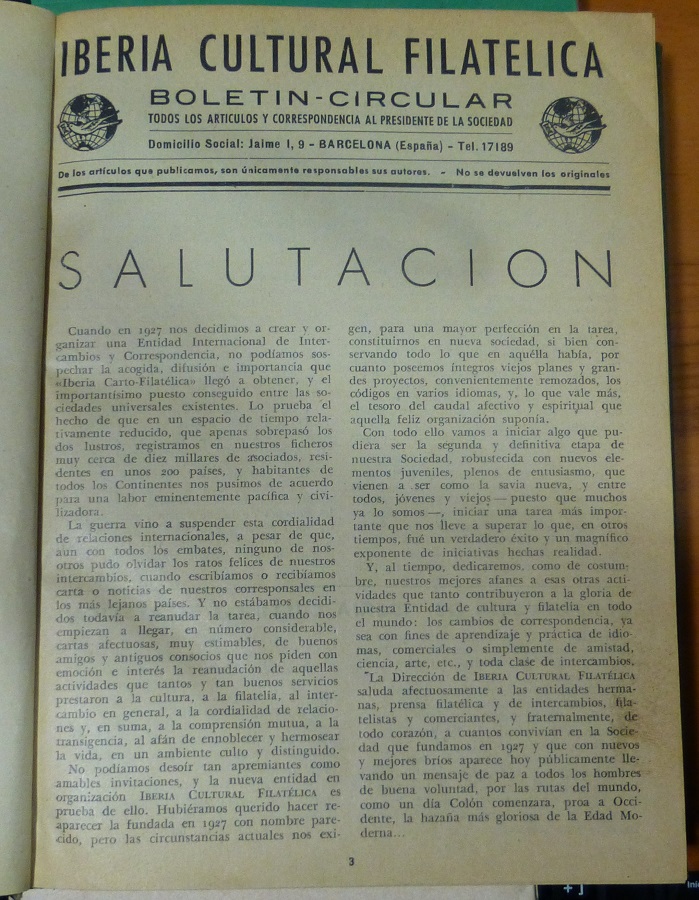 IBERIA CULTURAL FILATELICA
BOLETIN-CIRCULAR
TODOS LOS ARTICULOS Y CORRESPONDENCIA AL PRESIDENTE DE LA SOCIEDAD
Domicilio Social: Jaime I, 9 - BARCELONA (España) - Tel. 17189
De los artículos que publicamos, son únicamente responsables sus autores. - No se devuelven los originales
SALUTACION
Cuando en 1927 nos decidimos a crear y or-
ganizar una Entidad Internacional de Inter-
cambios y Correspondencia, no podíamos sos-
pechar la acogida, difusión e importancia que
«Iberia Carto-Filatélica» llegó a obtener, y el
importantísimo puesto conseguido entre las so-
ciedades universales existentes. Lo prueba el
hecho de que en un espacio de tiempo rela-
tivamente reducido, que apenas sobrepasó los
dos lustros, registramos en nuestros ficheros
muy cerca de diez millares de asociados, resi-
dentes en unos 200 países, y habitantes de
todos los Continentes nos pusimos de acuerdo
para una labor eminentemente pacífica y civi-
lizadora.
La guerra vino a suspender esta cordialidad
de relaciones internacionales, a pesar de que,
aun con todos los embates, ninguno de nos-
otros pudo olvidar los ratos felices de nuestros
intercambios, cuando escribíamos o recibíamos
carta o noticias de nuestros corresponsales en
los más lejanos países. Y no estábamos decidi-
dos todavía a reanudar la tarea, cuando nos
empiezan a llegar, en número considerable,
cartas afectuosas, muy estimables, de buenos
amigos y antiguos consocios que nos piden con
emoción e interés la reanudación de aquellas
actividades que tantos y tan buenos servicios
prestaron a la cultura, a la filatelia, al inter-
cambio en general, a la cordialidad de relacio-
nes y, en suma, a la comprensión mutua, a la
transigencia, al afán de ennoblecer y hermosear
la vida, en un ambiente culto y distinguido.
No podíamos desoír tan apremiantes como
amables invitaciones, y la nueva entidad en
organización IBERIA CULTURAL FILATÉLICA es
prueba de ello. Hubiéramos querido hacer re-
aparecer la fundada en 1927 con nombre pare-
cido, pero las circunstancias actuales nos exi-
gen, para una mayor perfección en la tarea,
constituirnos en nueva sociedad, si bien con-
servando todo lo que en aquélla había, por
cuanto poseemos íntegros viejos planes y gran-
des proyectos, convenientemente remozados, los
códigos en varios idiomas, y, lo que vale más,
el tesoro del caudal afectivo y espiritual que
aquella feliz organización suponía.
Con todo ello vamos a iniciar algo que pu-
diera ser la segunda y definitiva etapa de
nuestra Sociedad, robustecida con nuevos ele-
mentos juveniles, plenos de entusiasmo, que
vienen a ser como la savia nueva, y entre
todos, jóvenes y viejos — puesto que muchos
ya lo somos —, iniciar una tarea más impor-
tante que nos lleve a superar lo que, en otros
tiempos, fué un verdadero éxito y un magnífico
exponente de iniciativas hechas realidad.
Y, al tiempo, dedicaremos, como de costum-
bre, nuestros mejores afanes a esas otras acti-
vidades que tanto contribuyeron a la gloria de
nuestra Entidad de cultura y filatelia en todo
el mundo: los cambios de correspondencia, ya
sea con fines de aprendizaje y práctica de idio-
mas, comerciales o simplemente de amistad,
ciencia, arte, etc., y toda clase de intercambios.
La Dirección de IBERIA CULTURAL FILATÉLICA
saluda afectuosamente a las entidades herma-
nas, prensa filatélica y de intercambios, fila-
telistas y comerciantes, y fraternalmente, de
todo corazón, a cuantos convivían en la Socie-
dad que fundamos en 1927 y que con nuevos
y mejores bríos aparece hoy públicamente lle-
vando un mensaje de paz a todos los hombres
de buena voluntad, por las rutas del mundo,
como un día Colón comenzara, proa a Occi-
dente, la hazaña más gloriosa de la Edad Mo-
derna...
3